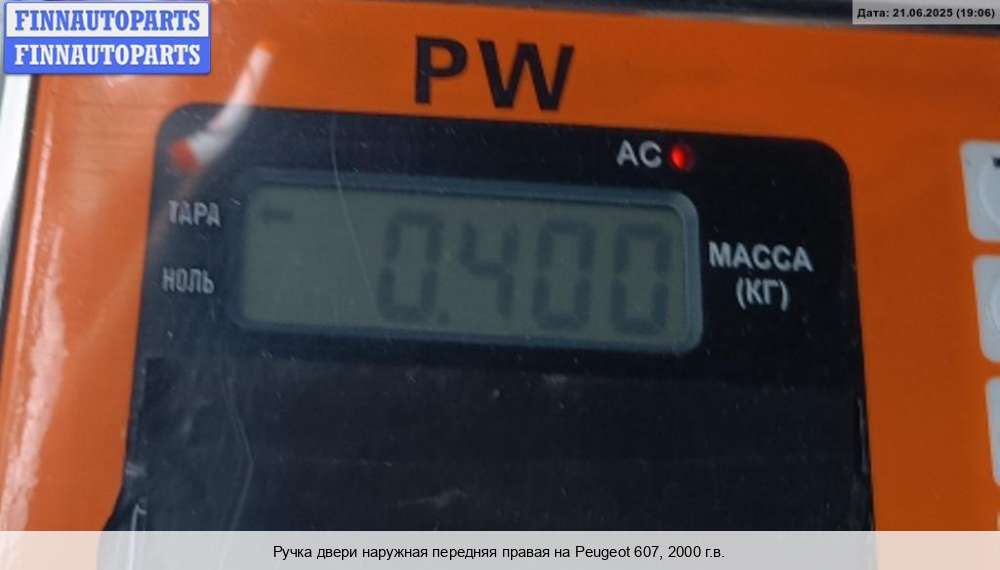 FINNAUTOPARTS
FINNAUTOPARTS
Дата: 21.06.2025 (19:06)
PW
AC
ТАРА
0.400
МАССА
(КГ)
НОЛЬ
Ручка двери наружная передняя правая на Peugeot 607, 2000 г.в.